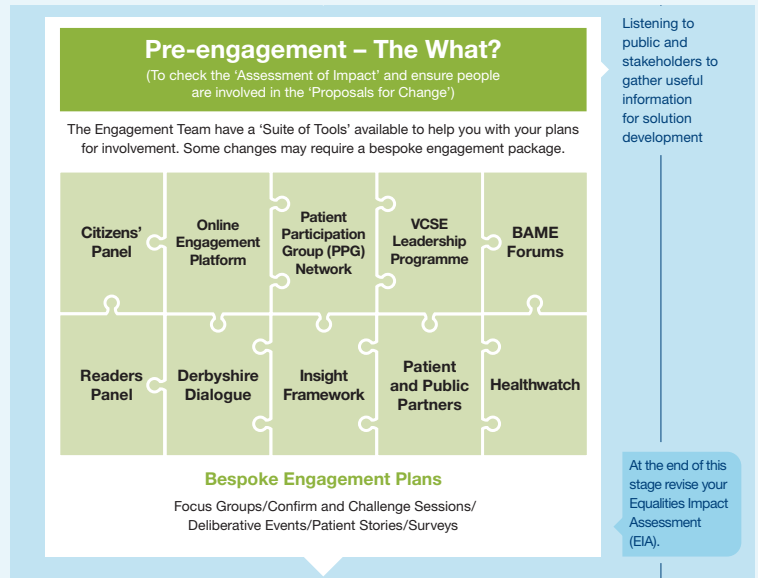 Pre-engagement – The What?
(To check the ‘Assessment of Impact’ and ensure people
are involved in the ‘Proposals for Change’)
The Engagement Team have a ‘Suite of Tools’ available to help you with your plans
for involvement. Some changes may require a bespoke engagement package.
Citizens’
Panel
Online
Engagement
Platform
Patient
Participation
Group (PPG)
Network
VCSE
Leadership
Programme
BAME
Forums
Readers
Panel
Derbyshire
Dialogue
Insight
Framework
Patient
and Public
Partners
Healthwatch
Bespoke Engagement Plans
Focus Groups/Confirm and Challenge Sessions/
Deliberative Events/Patient Stories/Surveys
Listening to
public and
stakeholders to
gather useful
information
for solution
development
At the end of this
stage revise your
Equalities Impact
Assessment
(EIA).